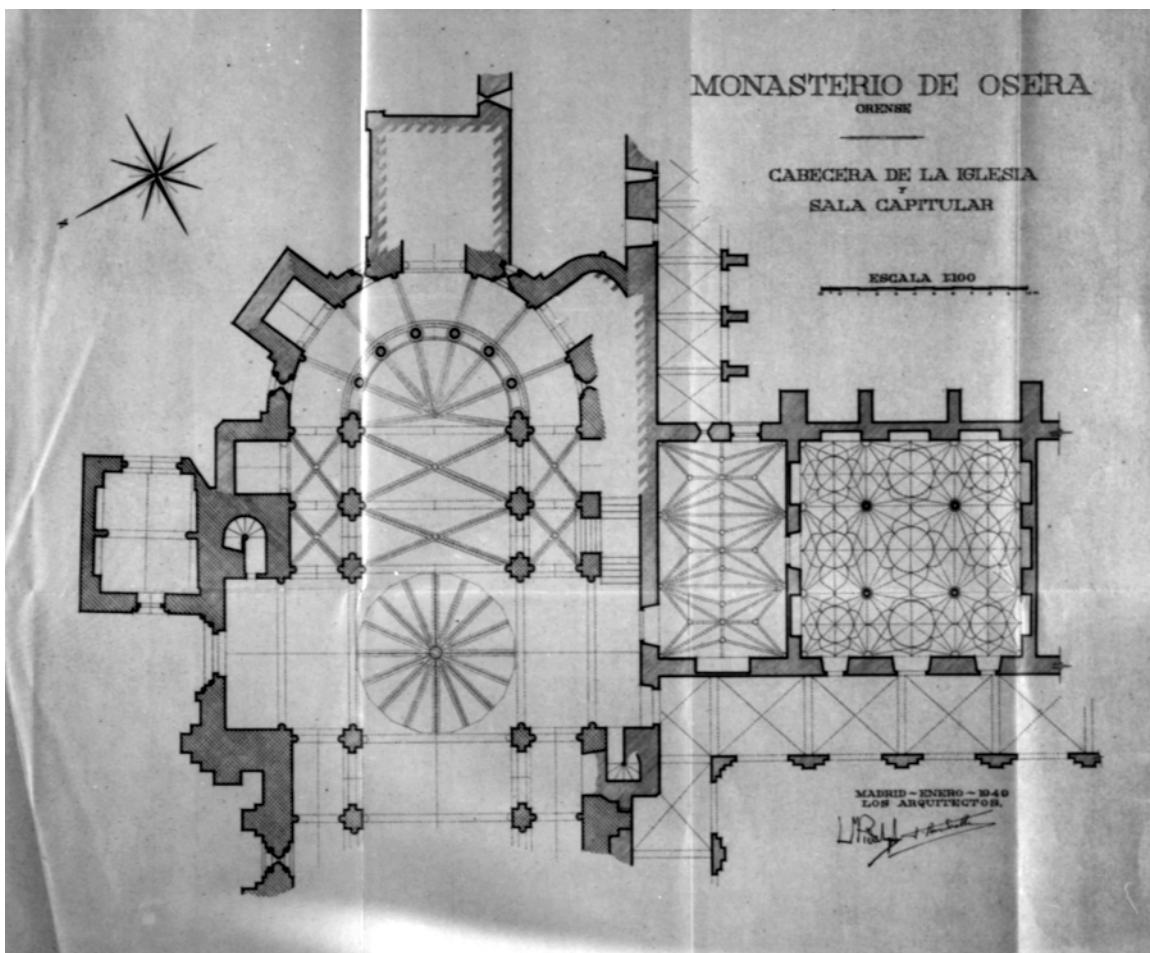 MONASTERIO DE OSERA
ORENSE
CABECERA DE LA IGLESIA
Y
SALA CAPITULAR
ESCALA 1:100
N
MADRID ~ ENERO ~ 1949
LOS ARQUITECTOS.